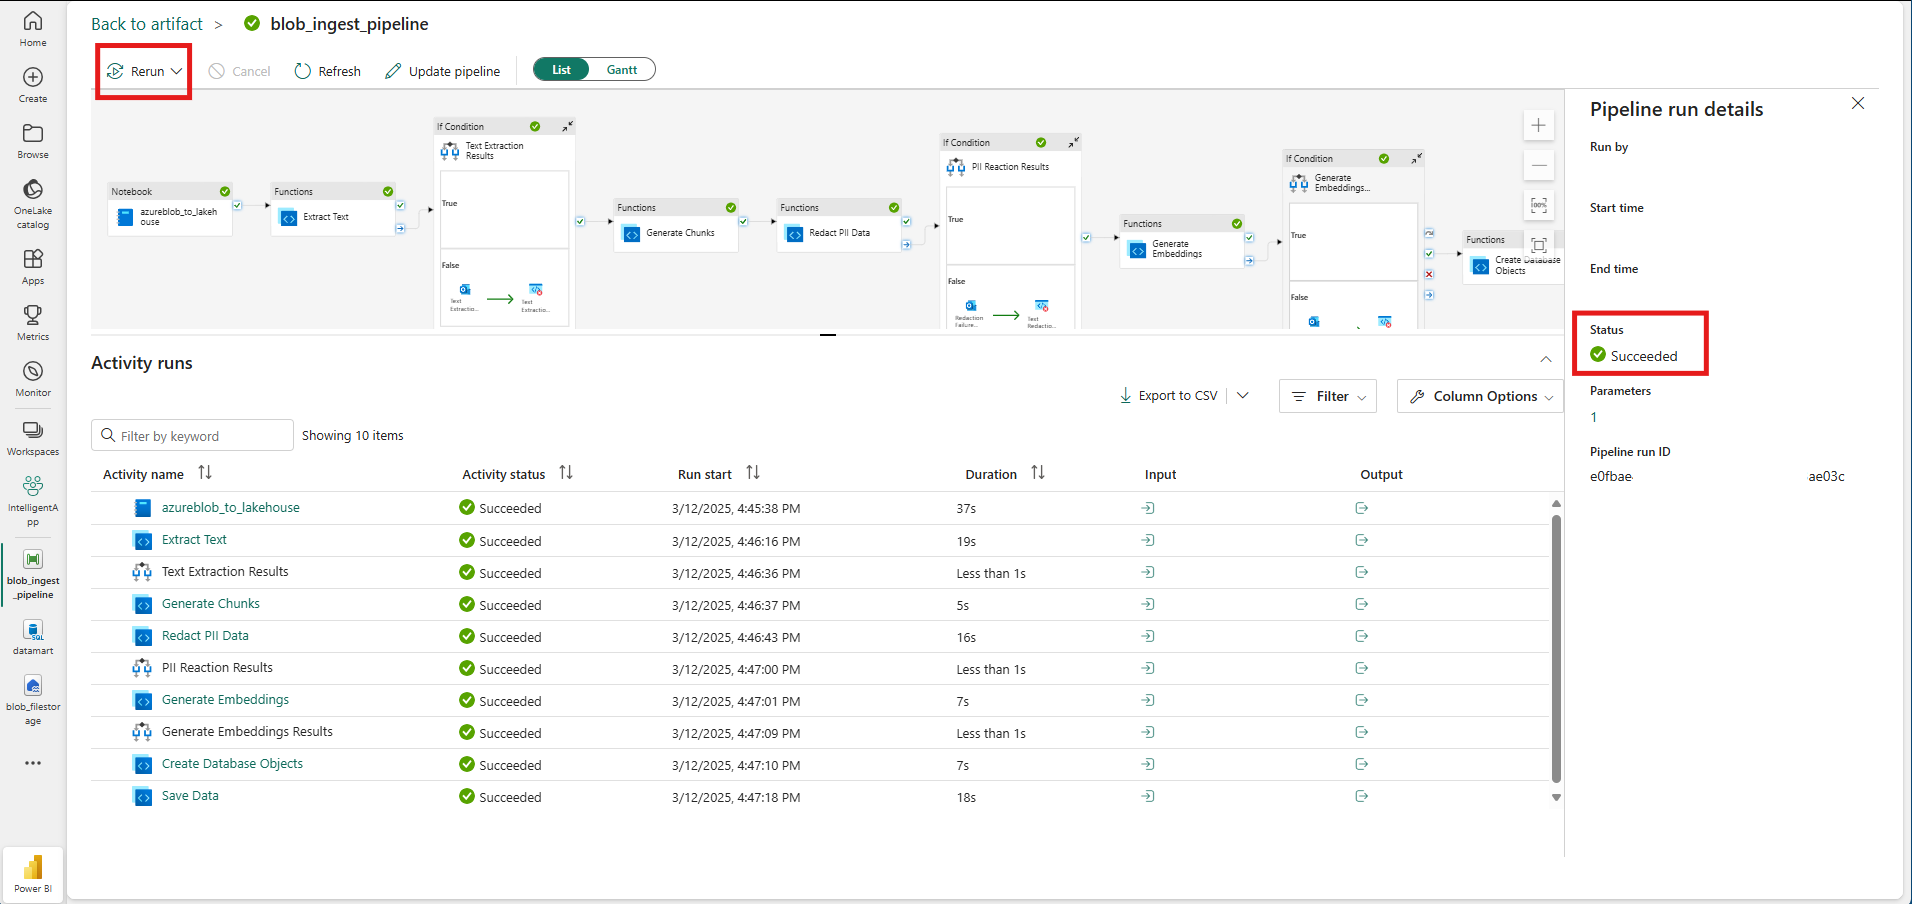 Home
Create
Browse
OneLake
catalog
Apps
Metrics
Monitor
Workspaces
IntelligentA
pp
blob_ingest
_pipeline
SQL
datamart
blob_filestor
age
Power BI
Back to artifact > blob_ingest_pipeline
Rerun
Cancel
Refresh
Update pipeline
List
Gantt
Notebook
azureblob_to_lakeh
ouse
Functions
Extract Text
If Condition
Text Extraction
Results
True
False
Text
Extractio...
Text
Extractio...
Functions
Generate Chunks
Functions
Redact PII Data
If Condition
PII Reaction Results
True
False
Redaction
Failure...
Text
Redactio...
Functions
Generate
Embeddings
If Condition
Generate
Embeddings...
True
False
Functions
Create Database
Objects
100%
Activity runs
Export to CSV
Filter
Column Options
Filter by keyword
Showing 10 items
Activity name Activity status Run start Duration Input Output
azureblob_to_lakehouse Succeeded 3/12/2025, 4:45:38 PM 37s
Extract Text Succeeded 3/12/2025, 4:46:16 PM 19s
Text Extraction Results Succeeded 3/12/2025, 4:46:36 PM Less than 1s
Generate Chunks Succeeded 3/12/2025, 4:46:37 PM 5s
Redact PII Data Succeeded 3/12/2025, 4:46:43 PM 16s
PII Reaction Results Succeeded 3/12/2025, 4:47:00 PM Less than 1s
Generate Embeddings Succeeded 3/12/2025, 4:47:01 PM 7s
Generate Embeddings Results Succeeded 3/12/2025, 4:47:09 PM Less than 1s
Create Database Objects Succeeded 3/12/2025, 4:47:10 PM 7s
Save Data Succeeded 3/12/2025, 4:47:18 PM 18s
Pipeline run details
Run by
Start time
End time
Status
Succeeded
Parameters
1
Pipeline run ID
e0fbae ae03c